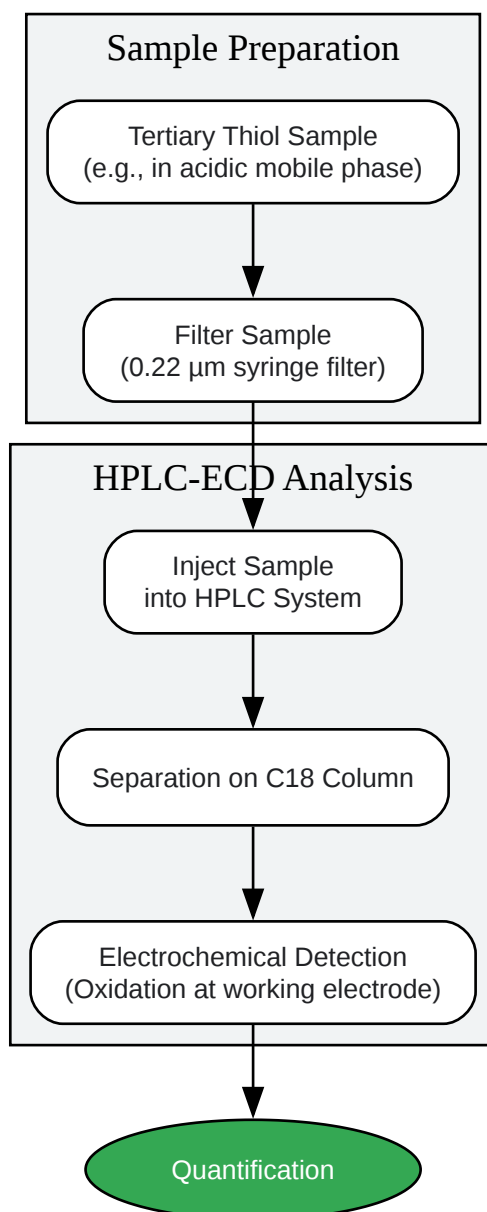 Sample Preparation
Tertiary Thiol Sample
(e.g., in acidic mobile phase)
Filter Sample
(0.22 µm syringe filter)
HPLC-ECD Analysis
Inject Sample
into HPLC System
Separation on C18 Column
Electrochemical Detection
(Oxidation at working electrode)
Quantification